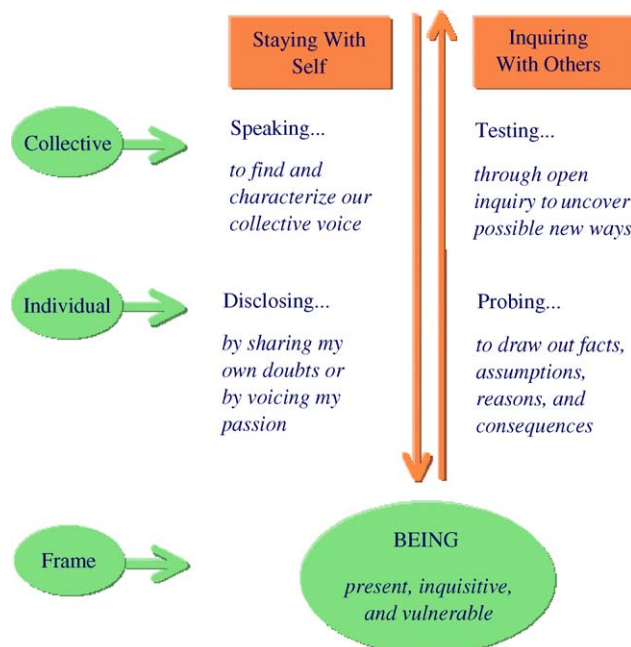 Staying With
Self
Inquiring
With Others
Collective
Speaking...
to find and
characterize our
collective voice
Testing...
through open
inquiry to uncover
possible new ways
Individual
Disclosing...
by sharing my
own doubts or
by voicing my
passion
Probing...
to draw out facts,
assumptions,
reasons, and
consequences
Frame
BEING
present, inquisitive,
and vulnerable